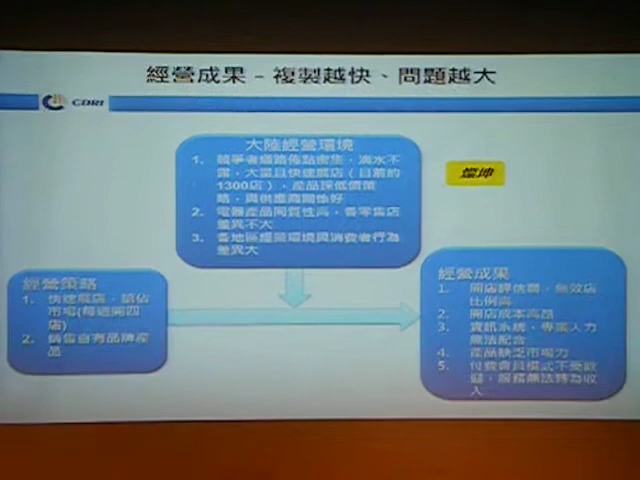 經營成果 – 複製越快、問題越大
CDRI
大陸經營環境
1. 競爭者通路佈點密集，滴水不
露，大量且快速展店（目前約
1300店），產品採低價策
略，與供應商關係好
2. 電器產品同質性高，各零售店
差異不大
3. 各地區經營環境與消費者行為
差異大
燦坤
經營策略
1. 快速展店，搶佔
市場(每週開四
店)
2. 銷售自有品牌產
品
經營成果
1. 開店評估弱，無效店
比例高
2. 開店成本高昂
3. 資訊系統、專業人力
無法配合
4. 產品缺乏市場力
5. 付費會員模式不受歡
迎，服務無法轉為收
入